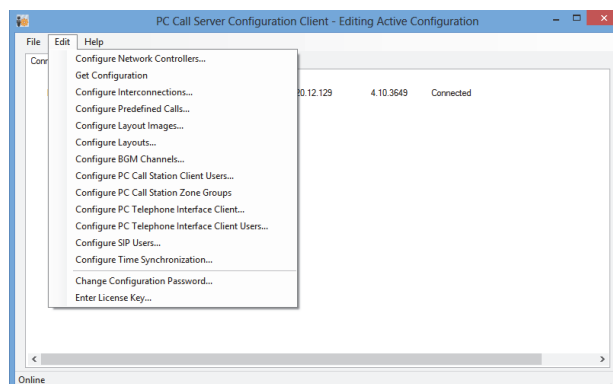 PC Call Server Configuration Client - Editing Active Configuration
File Edit Help
Configure Network Controllers...
Get Configuration
Configure Interconnections...
20.12.129 4.10.3649 Connected
Configure Predefined Calls...
Configure Layout Images...
Configure Layouts...
Configure BGM Channels...
Configure PC Call Station Client Users...
Configure PC Call Station Zone Groups
Configure PC Telephone Interface Client...
Configure PC Telephone Interface Client Users...
Configure SIP Users...
Configure Time Synchronization...
Change Configuration Password...
Enter License Key...
Online